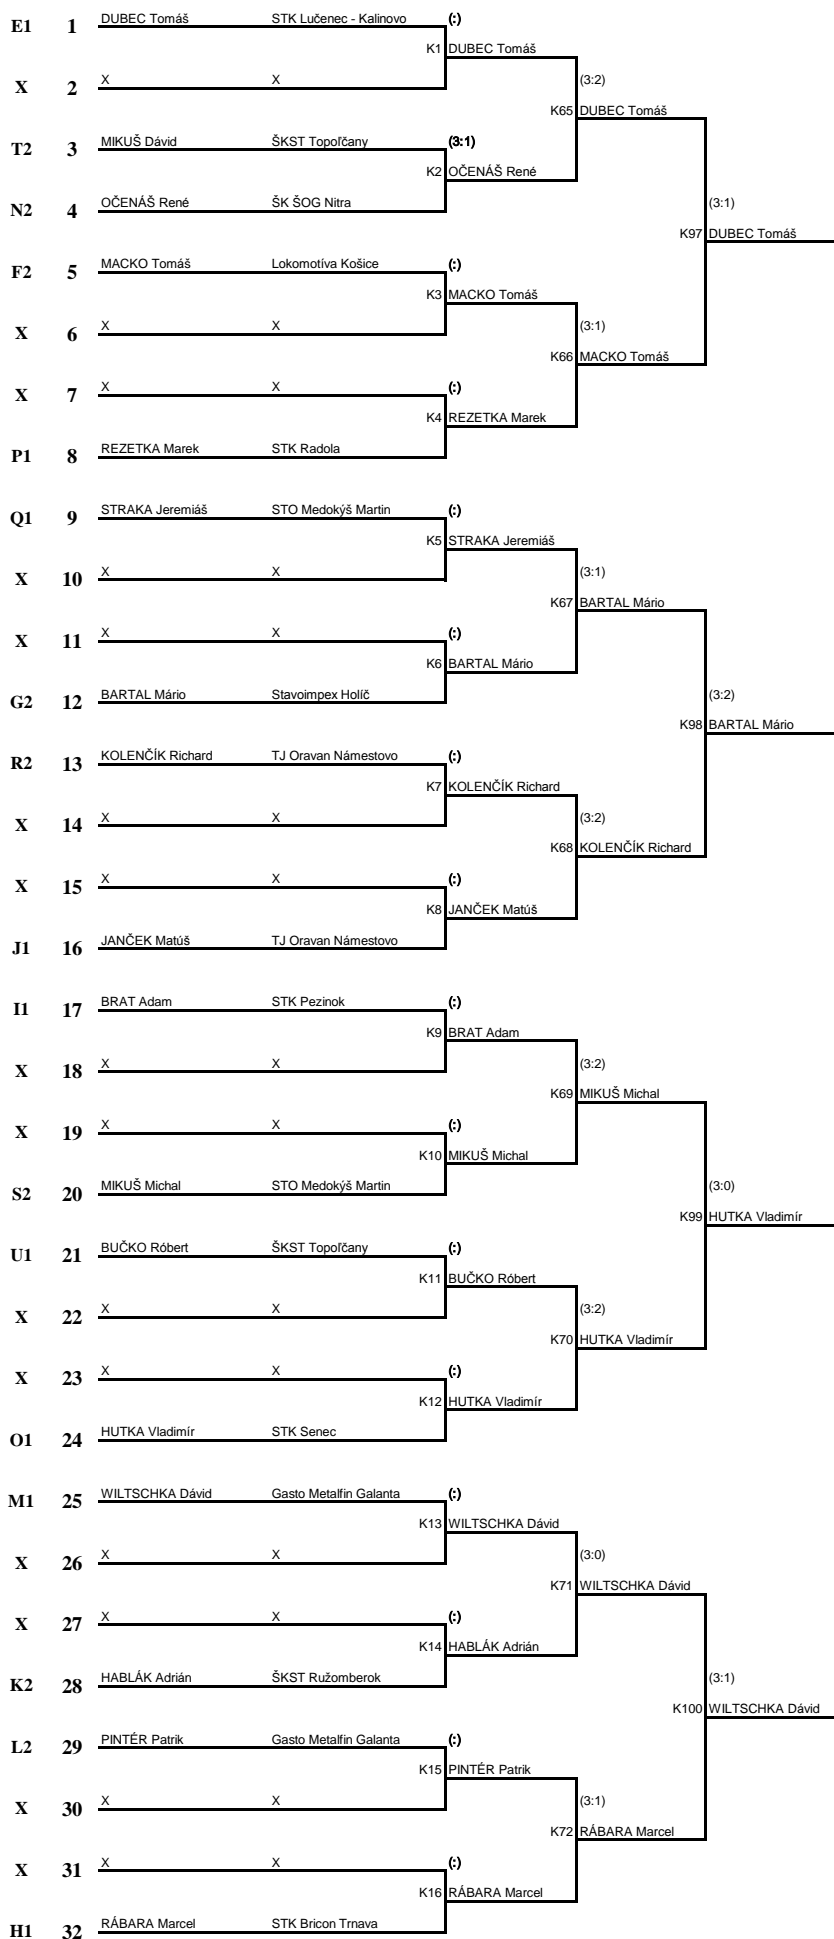 E1 1 DUBEC Tomáš STK Lučenec - Kalinovo (:)
K1 DUBEC Tomáš
X 2 X X (3:2)
K65 DUBEC Tomáš
T2 3 MIKUŠ Dávid ŠKST Topoľčany (3:1)
K2 OČENÁŠ René
N2 4 OČENÁŠ René ŠK ŠOG Nitra (3:1)
K97 DUBEC Tomáš
F2 5 MACKO Tomáš Lokomotíva Košice (:)
K3 MACKO Tomáš
X 6 X X (3:1)
K66 MACKO Tomáš
X 7 X X (:)
K4 REZETKA Marek
P1 8 REZETKA Marek STK Radola
Q1 9 STRAKA Jeremiáš STO Medokýš Martin (:)
K5 STRAKA Jeremiáš
X 10 X X (3:1)
K67 BARTAL Mário
X 11 X X (:)
K6 BARTAL Mário
G2 12 BARTAL Mário Stavoimpex Holíč (3:2)
K98 BARTAL Mário
R2 13 KOLENČÍK Richard TJ Oravan Námestovo (:)
K7 KOLENČÍK Richard
X 14 X X (3:2)
K68 KOLENČÍK Richard
X 15 X X (:)
K8 JANČEK Matúš
J1 16 JANČEK Matúš TJ Oravan Námestovo
I1 17 BRAT Adam STK Pezinok (:)
K9 BRAT Adam
X 18 X X (3:2)
K69 MIKUŠ Michal
X 19 X X (:)
K10 MIKUŠ Michal
S2 20 MIKUŠ Michal STO Medokýš Martin (3:0)
K99 HUTKA Vladimír
U1 21 BUČKO Róbert ŠKST Topoľčany (:)
K11 BUČKO Róbert
X 22 X X (3:2)
K70 HUTKA Vladimír
X 23 X X (:)
K12 HUTKA Vladimír
O1 24 HUTKA Vladimír STK Senec
M1 25 WILTSCHKA Dávid Gasto Metalfin Galanta (:)
K13 WILTSCHKA Dávid
X 26 X X (3:0)
K71 WILTSCHKA Dávid
X 27 X X (:)
K14 HABLÁK Adrián
K2 28 HABLÁK Adrián ŠKST Ružomberok (3:1)
K100 WILTSCHKA Dávid
L2 29 PINTÉR Patrik Gasto Metalfin Galanta (:)
K15 PINTÉR Patrik
X 30 X X (3:1)
K72 RÁBARA Marcel
X 31 X X (:)
K16 RÁBARA Marcel
H1 32 RÁBARA Marcel STK Bricon Trnava